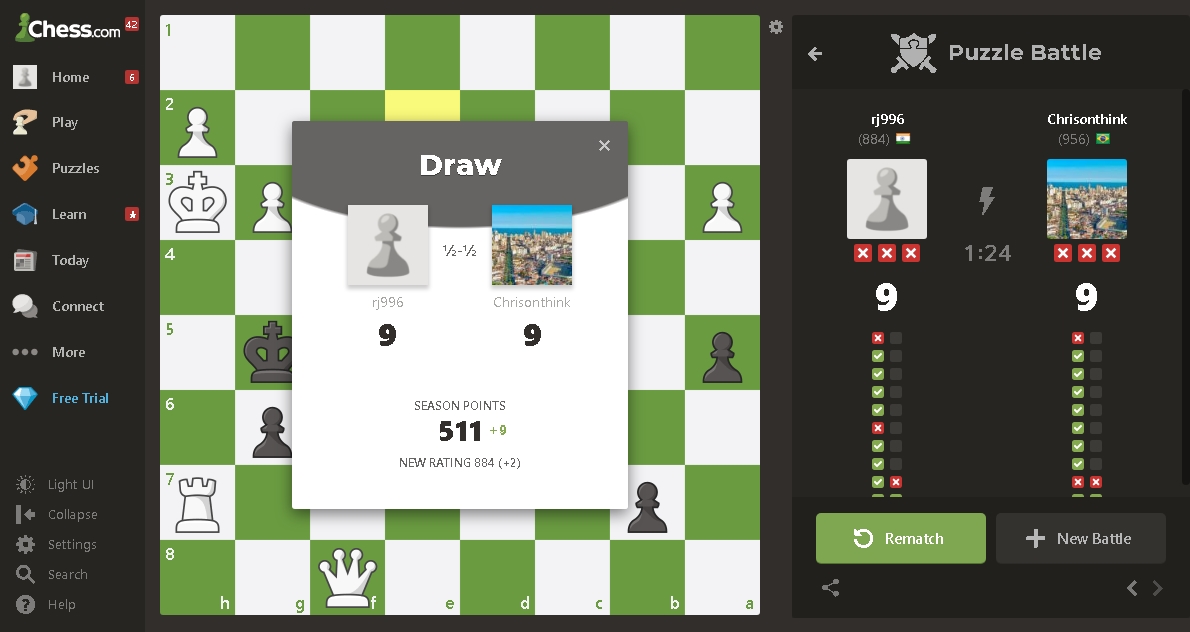 Chess.com 42
Home 6
Play
Puzzles
Learn
Today
Connect
More
Free Trial
Light UI
Collapse
Settings
Search
Help
1
2
3
4
5
6
7
8
h g f e d c b a
Draw
½-½
rj996 Chrisonthink
9 9
SEASON POINTS
511 +9
NEW RATING 884 (+2)
Puzzle Battle
rj996 Chrisonthink
(884) (956)
1:24
9 9
Rematch New Battle